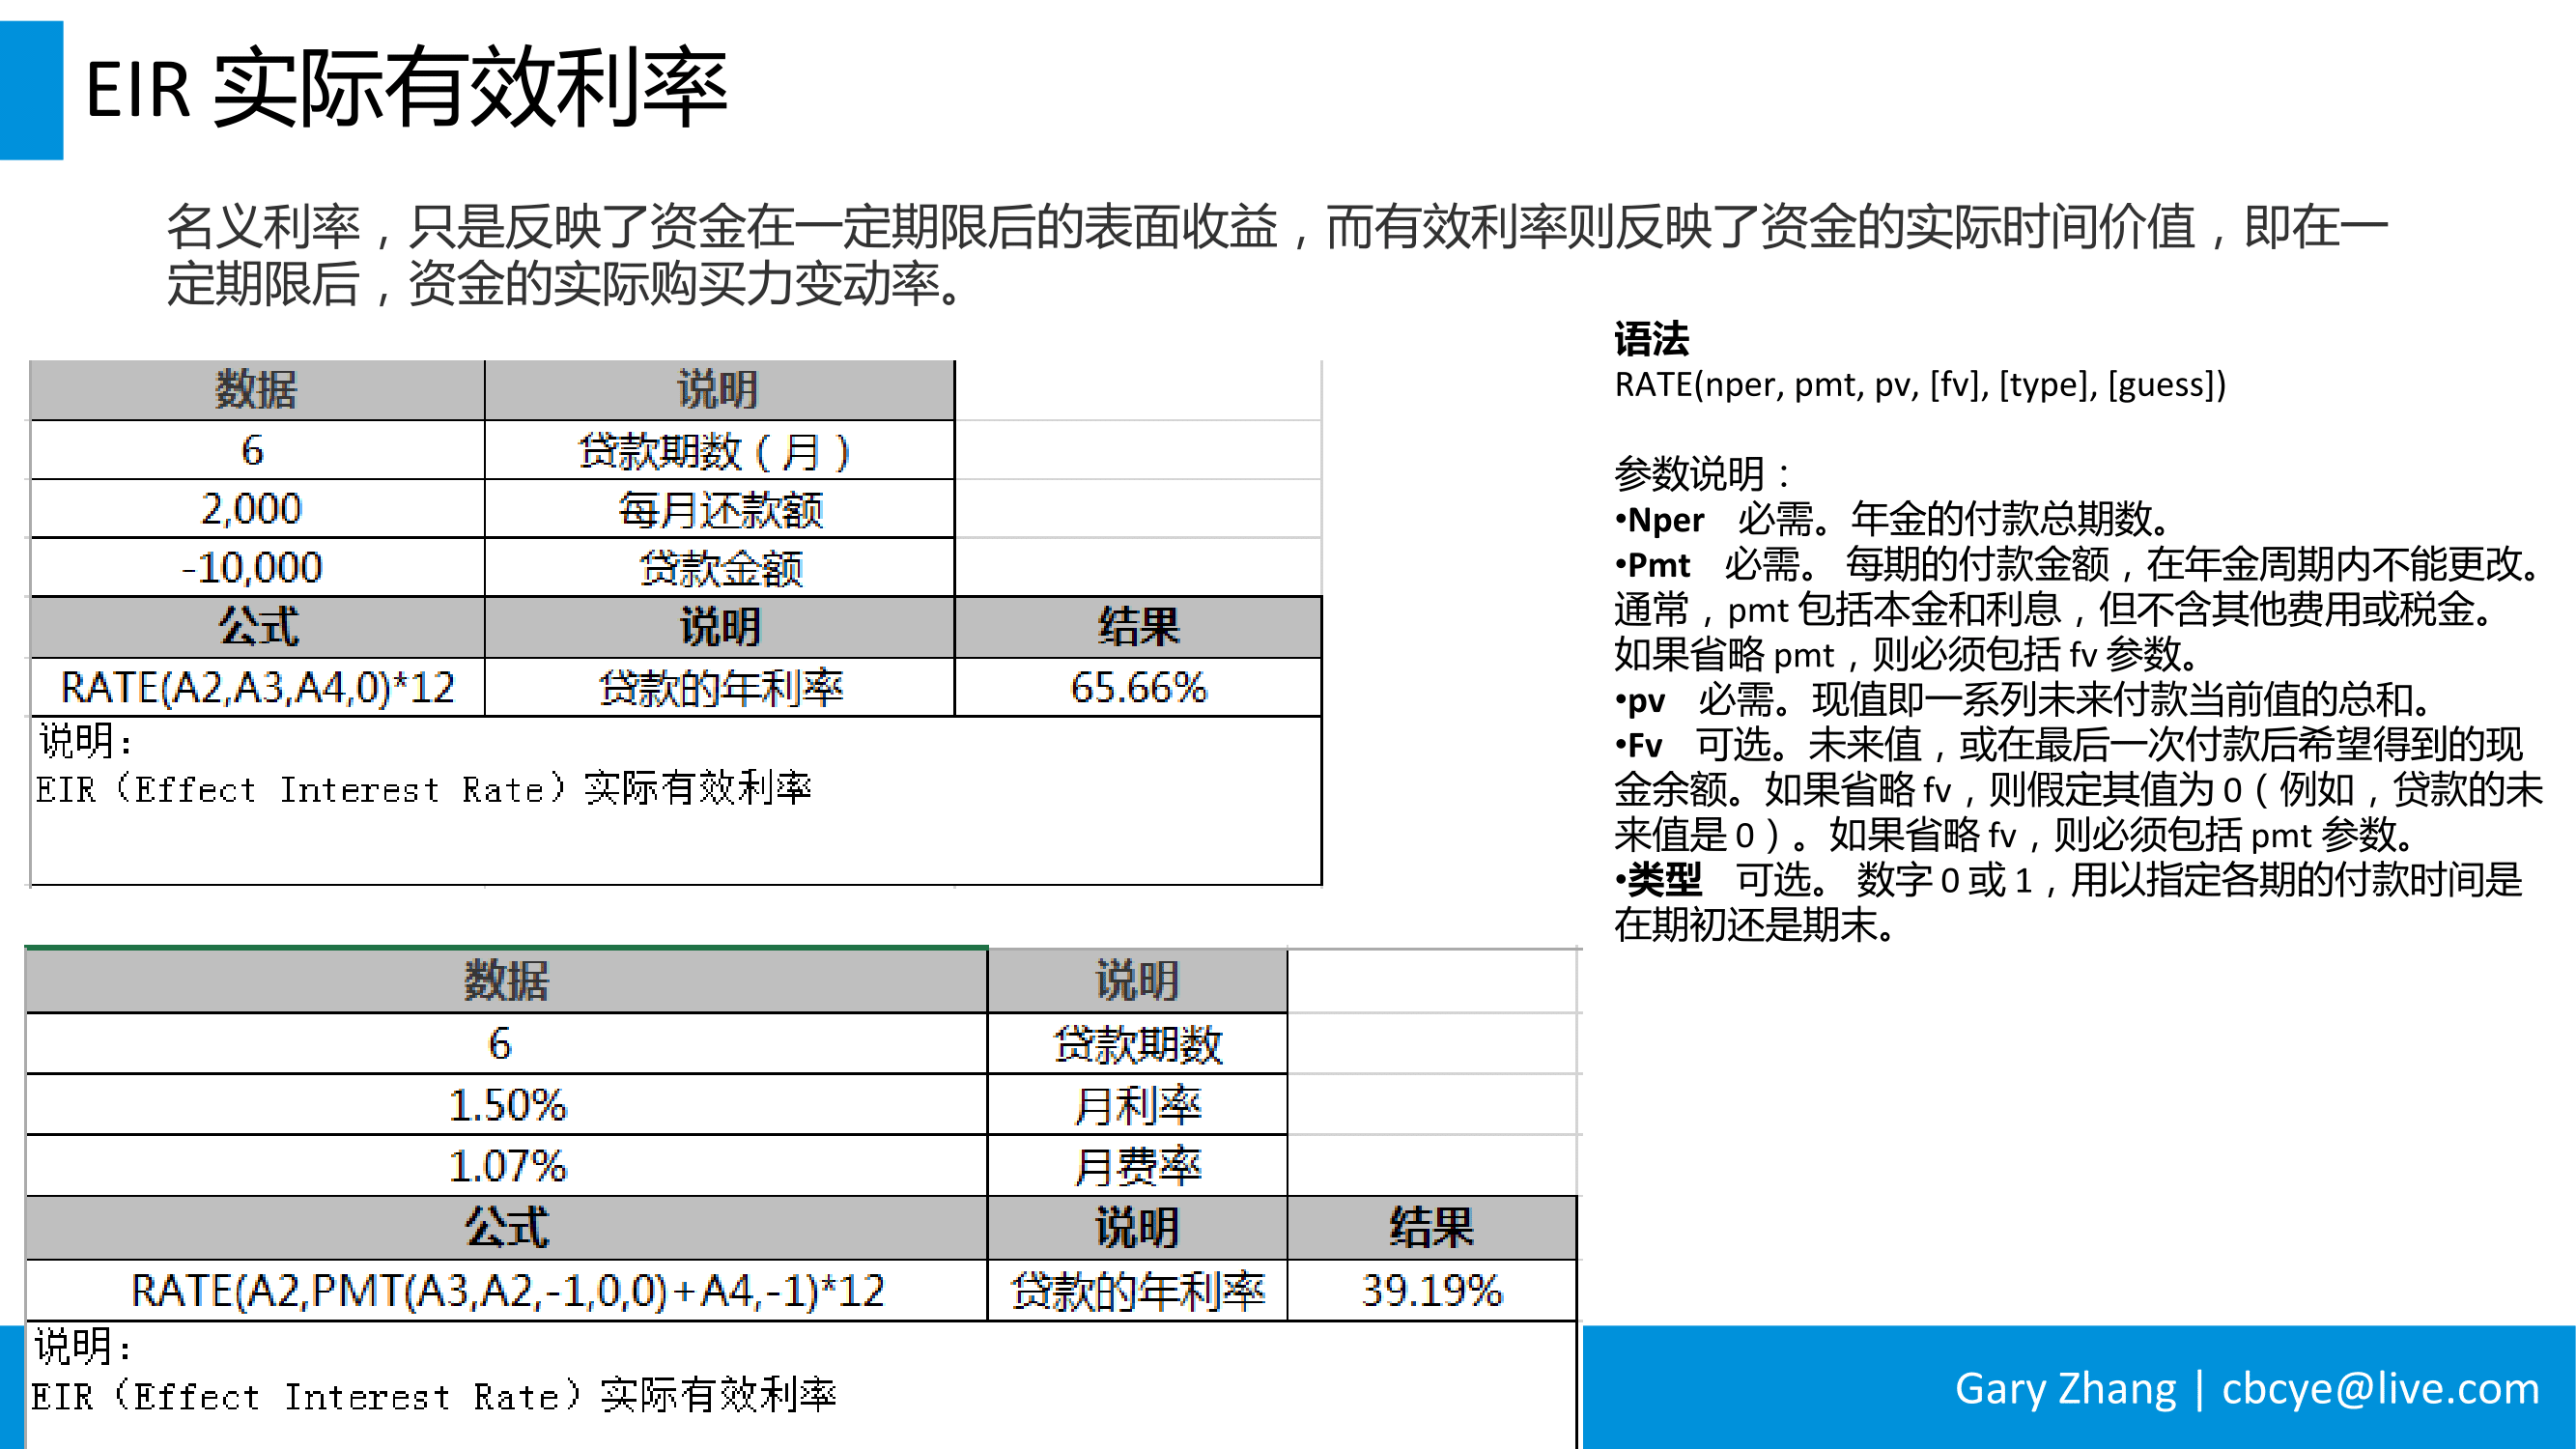 EIR 实际有效利率
名义利率，只是反映了资金在一定期限后的表面收益，而有效利率则反映了资金的实际时间价值，即在一
定期限后，资金的实际购买力变动率。
数据 说明
6 贷款期数（月）
2,000 每月还款额
-10,000 贷款金额
公式 说明 结果
RATE(A2,A3,A4,0)*12 贷款的年利率 65.66%
说明：
EIR（Effect Interest Rate）实际有效利率
语法
RATE(nper, pmt, pv, [fv], [type], [guess])
参数说明：
•Nper 必需。年金的付款总期数。
•Pmt 必需。 每期的付款金额，在年金周期内不能更改。
通常，pmt 包括本金和利息，但不含其他费用或税金。
如果省略 pmt，则必须包括 fv 参数。
•pv 必需。现值即一系列未来付款当前值的总和。
•Fv 可选。未来值，或在最后一次付款后希望得到的现
金余额。如果省略 fv，则假定其值为 0（例如，贷款的未
来值是 0）。如果省略 fv，则必须包括 pmt 参数。
•类型 可选。 数字 0 或 1，用以指定各期的付款时间是
在期初还是期末。
数据 说明
6 贷款期数
1.50% 月利率
1.07% 月费率
公式 说明 结果
RATE(A2,PMT(A3,A2,-1,0,0)+A4,-1)*12 贷款的年利率 39.19%
说明：
EIR（Effect Interest Rate）实际有效利率
Gary Zhang | cbcye@live.com